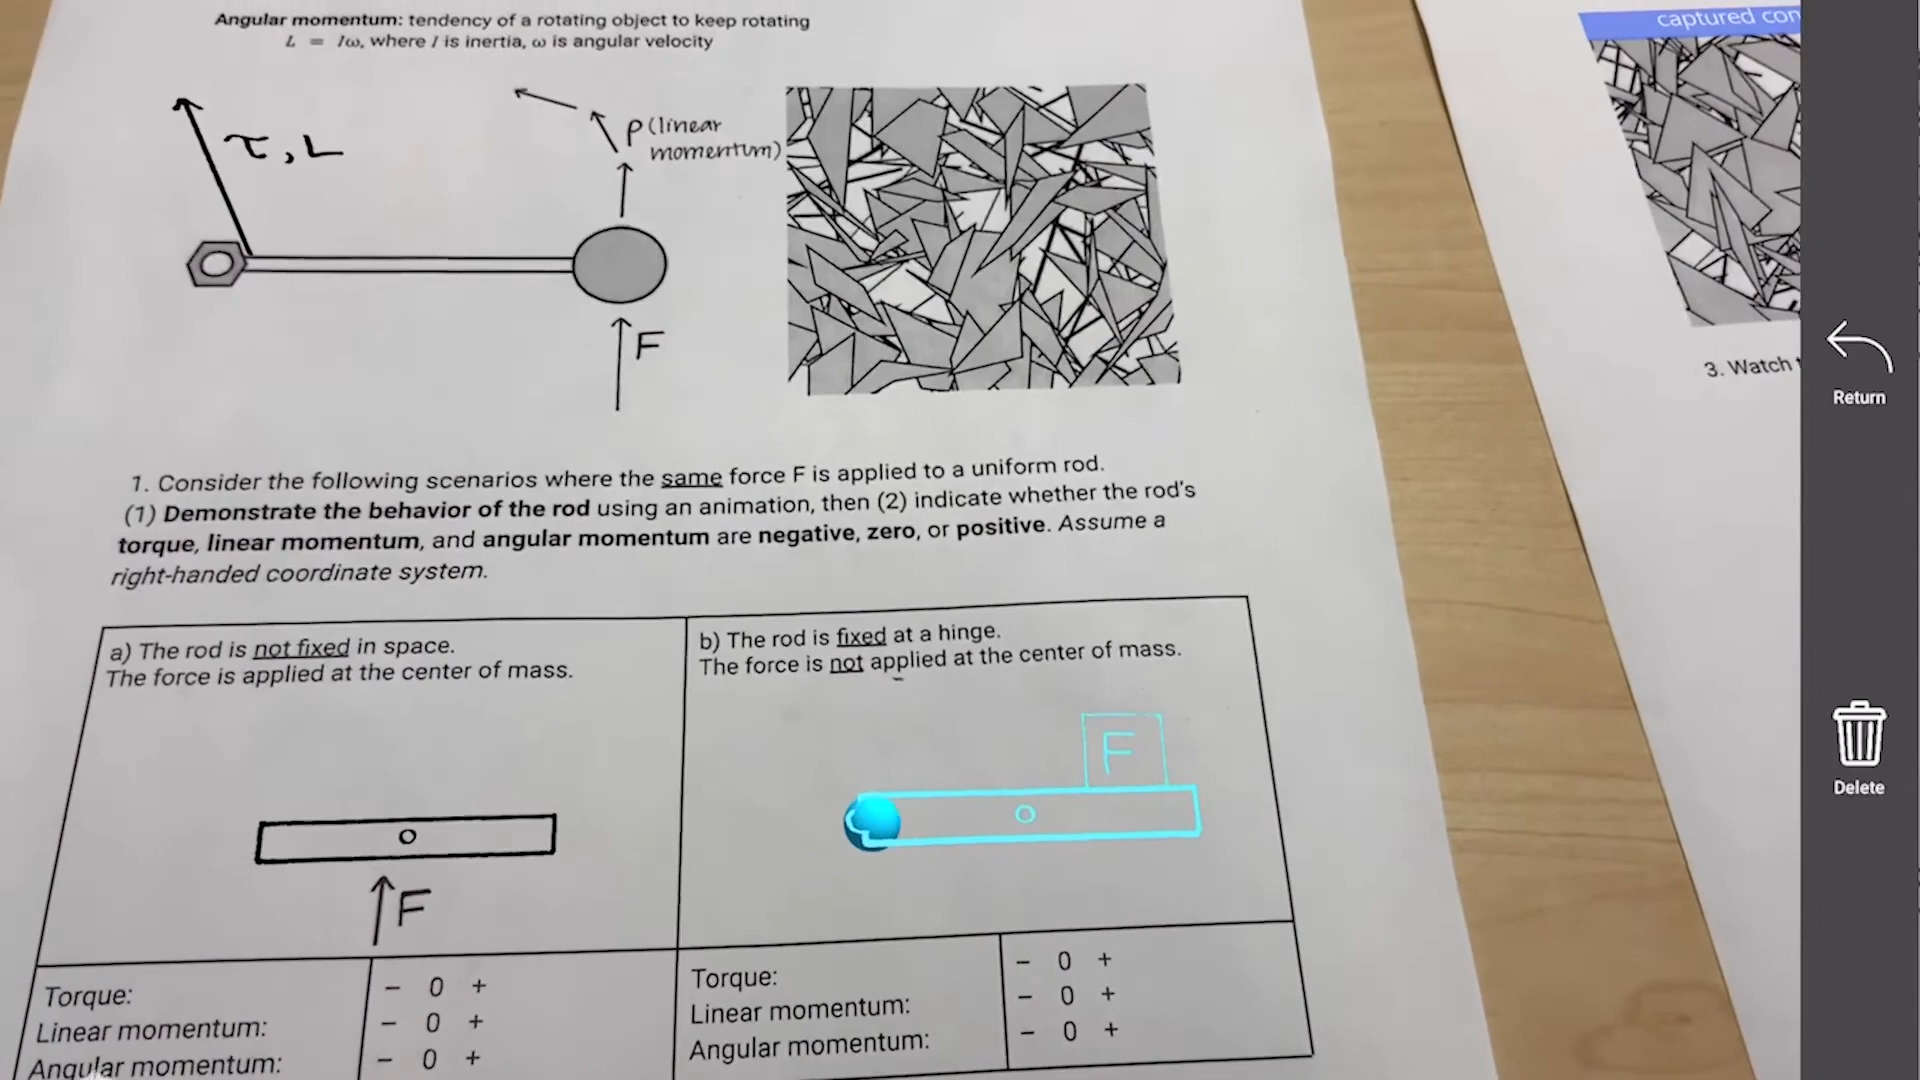 Angular momentum: tendency of a rotating object to keep rotating
L = Iω, where I is inertia, ω is angular velocity
τ, L
P (linear
momentum)
F
captured con
3. Watch
Return
Delete
1. Consider the following scenarios where the same force F is applied to a uniform rod.
(1) Demonstrate the behavior of the rod using an animation, then (2) indicate whether the rod's
torque, linear momentum, and angular momentum are negative, zero, or positive. Assume a
right-handed coordinate system.
a) The rod is not fixed in space.
The force is applied at the center of mass.
F
Torque: - 0 +
Linear momentum: - 0 +
Angular momentum: - 0 +
b) The rod is fixed at a hinge.
The force is not applied at the center of mass.
F
Torque: - 0 +
Linear momentum: - 0 +
Angular momentum: - 0 +